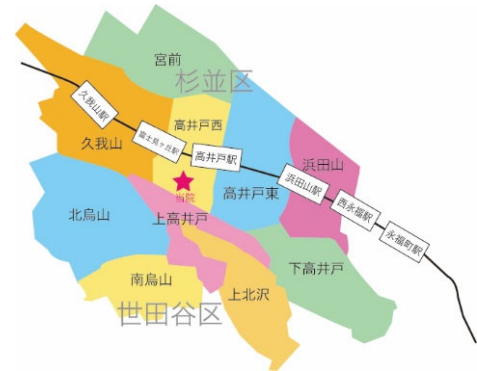 宮前
杉並区
久我山駅
高井戸西
久我山
富士見ヶ丘駅
高井戸駅
浜田山
当院
高井戸東
浜田山駅
北烏山
上高井戸
西永福駅
永福町駅
下高井戸
南烏山
上北沢
世田谷区